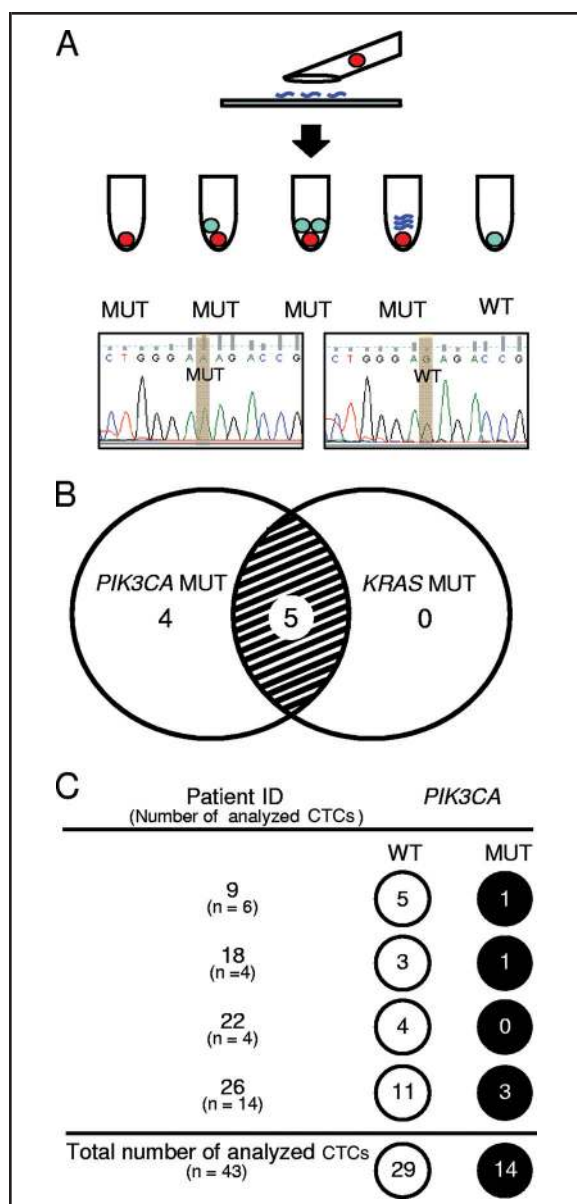 A
MUT MUT MUT MUT WT
C T G G G A A A G A C C G
MUT
C T G G G A G A G A C C G
WT
B
PIK3CA MUT
4
5
KRAS MUT
0
C
Patient ID
(Number of analyzed CTCs)
PIK3CA
WT MUT
9
(n = 6)
5 1
18
(n =4)
3 1
22
(n = 4)
4 0
26
(n = 14)
11 3
Total number of analyzed CTCs
(n = 43)
29 14